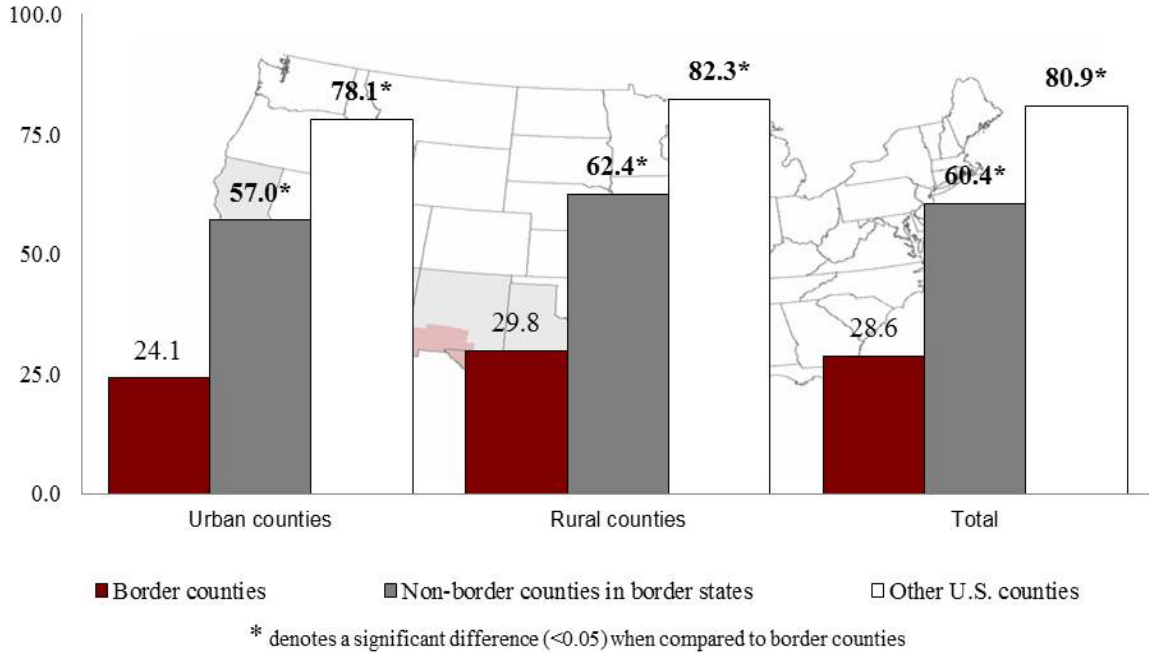 100.0
75.0
50.0
25.0
0.0
24.1
57.0*
78.1*
29.8
62.4*
82.3*
28.6
60.4*
80.9*
Urban counties
Rural counties
Total
Border counties
Non-border counties in border states
Other U.S. counties
* denotes a significant difference (<0.05) when compared to border counties